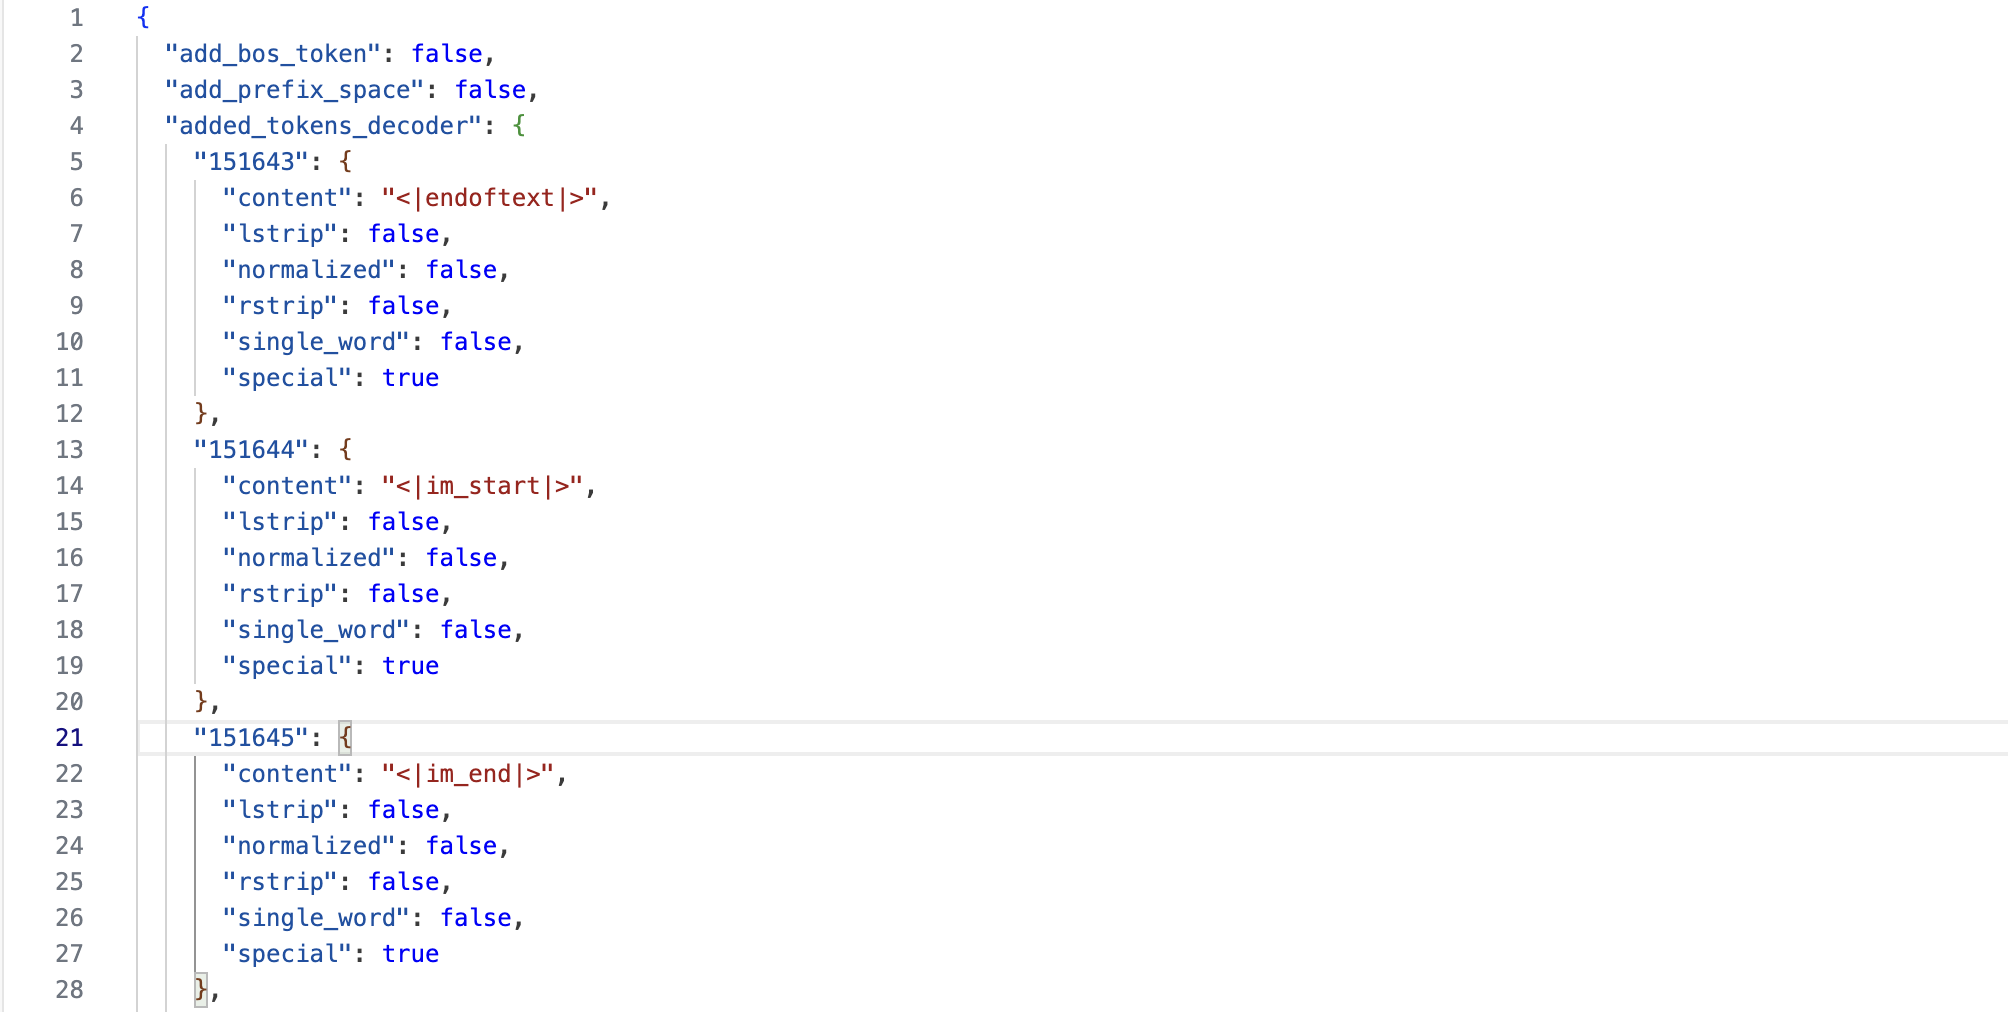 1 {
2   "add_bos_token": false,
3   "add_prefix_space": false,
4   "added_tokens_decoder": {
5     "151643": {
6       "content": "<|endoftext|>",
7       "lstrip": false,
8       "normalized": false,
9       "rstrip": false,
10       "single_word": false,
11       "special": true
12     },
13     "151644": {
14       "content": "<|im_start|>",
15       "lstrip": false,
16       "normalized": false,
17       "rstrip": false,
18       "single_word": false,
19       "special": true
20     },
21     "151645": {
22       "content": "<|im_end|>",
23       "lstrip": false,
24       "normalized": false,
25       "rstrip": false,
26       "single_word": false,
27       "special": true
28     },